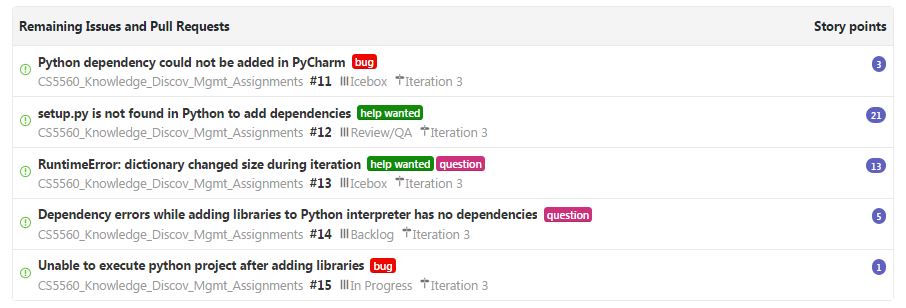 Remaining Issues and Pull Requests Story points
Python dependency could not be added in PyCharm bug 3
CS5560_Knowledge_Discov_Mgmt_Assignments #11 Icebox Iteration 3
setup.py is not found in Python to add dependencies help wanted 21
CS5560_Knowledge_Discov_Mgmt_Assignments #12 Review/QA Iteration 3
RuntimeError: dictionary changed size during iteration help wanted question 13
CS5560_Knowledge_Discov_Mgmt_Assignments #13 Icebox Iteration 3
Dependency errors while adding libraries to Python interpreter has no dependencies question 5
CS5560_Knowledge_Discov_Mgmt_Assignments #14 Backlog Iteration 3
Unable to execute python project after adding libraries bug 1
CS5560_Knowledge_Discov_Mgmt_Assignments #15 In Progress Iteration 3